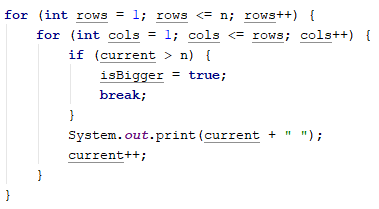 for (int rows = 1; rows <= n; rows++) {
    for (int cols = 1; cols <= rows; cols++) {
        if (current > n) {
            isBigger = true;
            break;
        }
        System.out.print(current + " ");
        current++;
    }
}